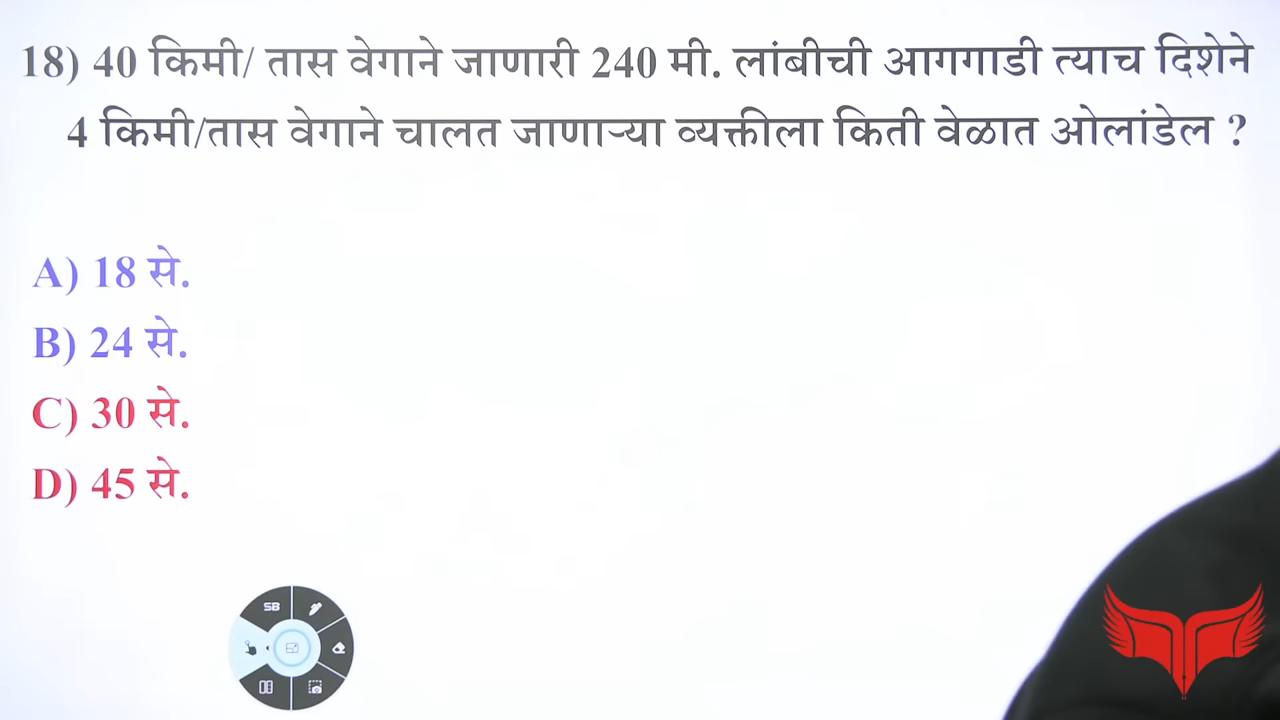 18) 40 किमी/ तास वेगाने जाणारी 240 मी. लांबीची आगगाडी त्याच दिशेने
4 किमी/तास वेगाने चालत जाणाऱ्या व्यक्तीला किती वेळात ओलांडेल ?
A) 18 से.
B) 24 से.
C) 30 से.
D) 45 से.
SB